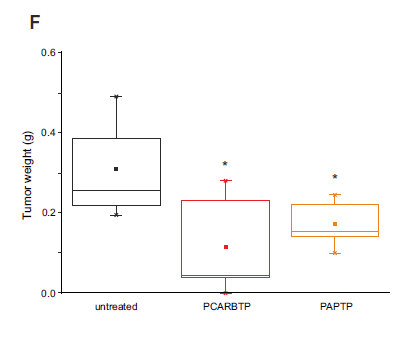 F
0.6
0.4
0.2
0.0
Tumor weight (g)
*
*
untreated
PCARBTP
PAPTP